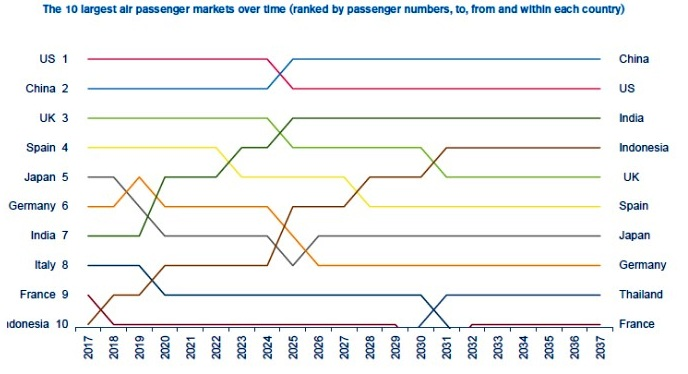 The 10 largest air passenger markets over time (ranked by passenger numbers, to, from and within each country)
US 1
China 2
UK 3
Spain 4
Japan 5
Germany 6
India 7
Italy 8
France 9
ndonesia 10
China
US
India
Indonesia
UK
Spain
Japan
Germany
Thailand
France
2017 2018 2019 2020 2021 2022 2023 2024 2025 2026 2027 2028 2029 2030 2031 2032 2033 2034 2035 2036 2037